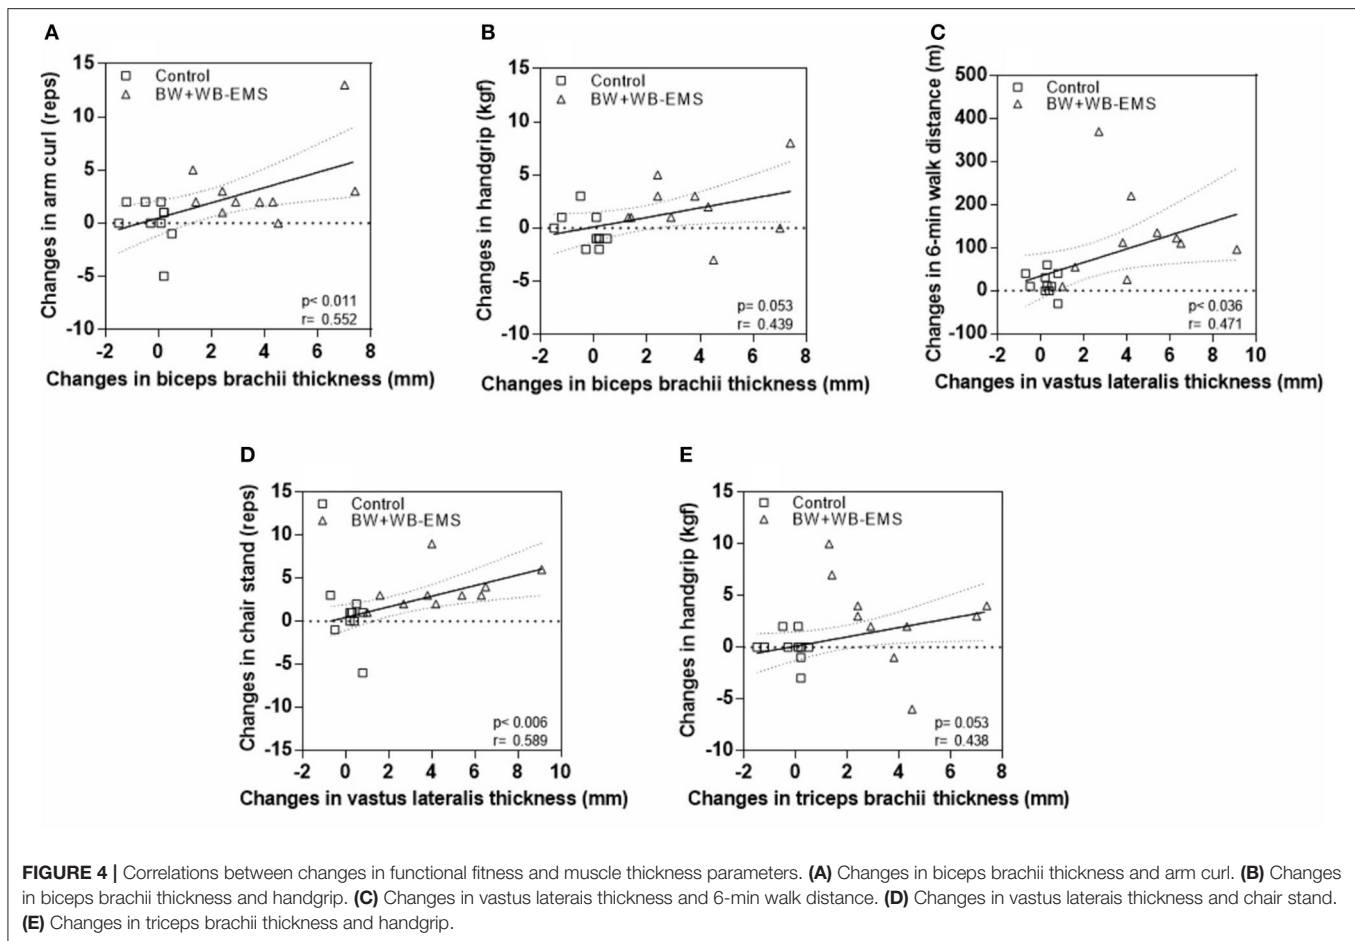 A
Changes in arm curl (reps)
15
10
5
0
-5
-10
Control
BW+WB-EMS
p< 0.011
r= 0.552
-2 0 2 4 6 8
Changes in biceps brachii thickness (mm)
B
Changes in handgrip (kgf)
15
10
5
0
-5
-10
Control
BW+WB-EMS
p= 0.053
r= 0.439
-2 0 2 4 6 8
Changes in biceps brachii thickness (mm)
C
Changes in 6-min walk distance (m)
500
400
300
200
100
0
-100
Control
BW+WB-EMS
p< 0.036
r= 0.471
-2 0 2 4 6 8 10
Changes in vastus lateralis thickness (mm)
D
Changes in chair stand (reps)
15
10
5
0
-5
-10
-15
Control
BW+WB-EMS
p< 0.006
r= 0.589
-2 0 2 4 6 8 10
Changes in vastus lateralis thickness (mm)
E
Changes in handgrip (kgf)
15
10
5
0
-5
-10
Control
BW+WB-EMS
p= 0.053
r= 0.438
-2 0 2 4 6 8
Changes in triceps brachii thickness (mm)
FIGURE 4 | Correlations between changes in functional fitness and muscle thickness parameters. (A) Changes in biceps brachii thickness and arm curl. (B) Changes
in biceps brachii thickness and handgrip. (C) Changes in vastus laterais thickness and 6-min walk distance. (D) Changes in vastus laterais thickness and chair stand.
(E) Changes in triceps brachii thickness and handgrip.